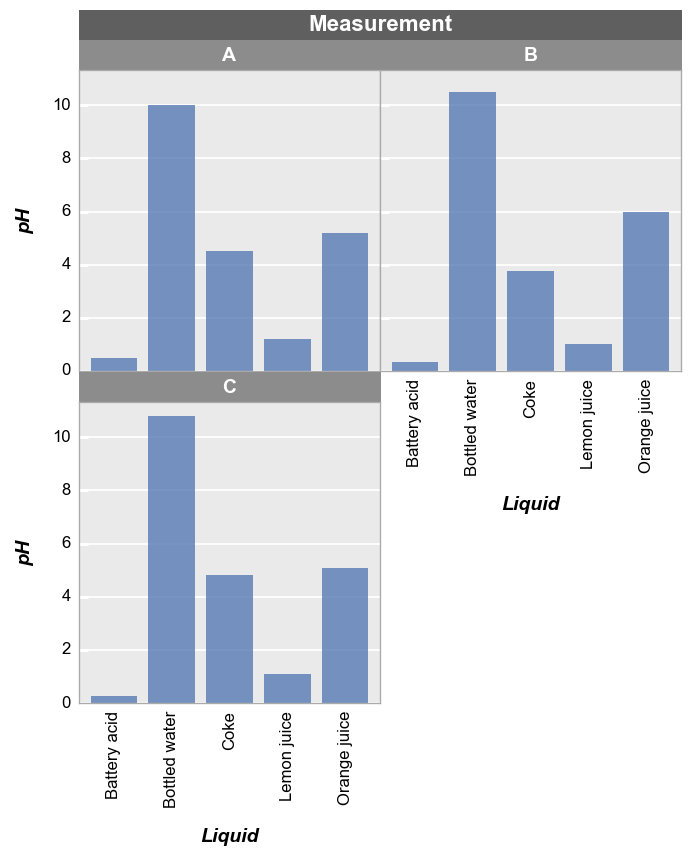 Measurement
A
B
pH
10
8
6
4
2
0
Battery acid
Bottled water
Coke
Lemon juice
Orange juice
Liquid
C
pH
10
8
6
4
2
0
Battery acid
Bottled water
Coke
Lemon juice
Orange juice
Liquid